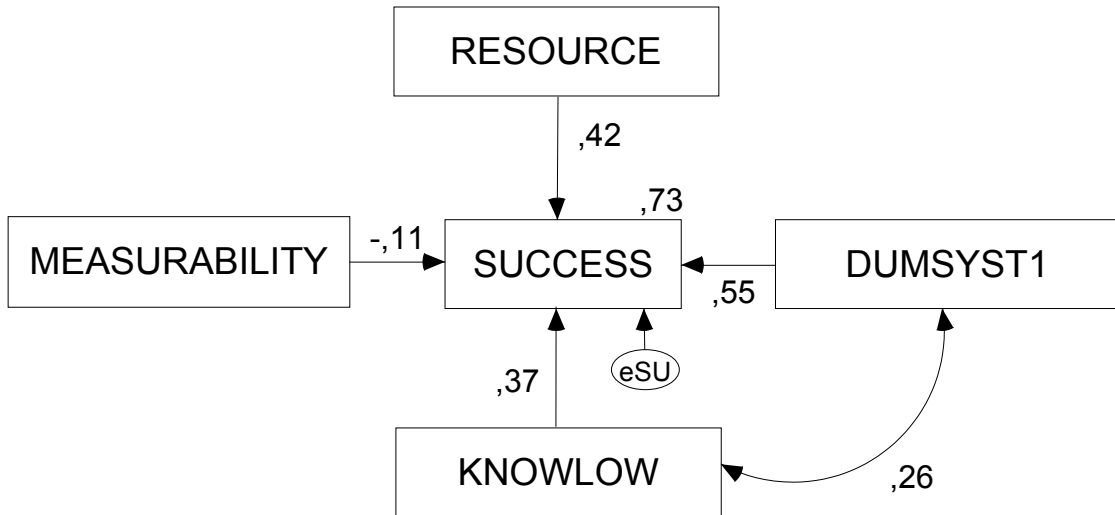 RESOURCE
,42
,73
MEASURABILITY
-,11
SUCCESS
DUMSYST1
,55
eSU
,37
KNOWLOW
,26